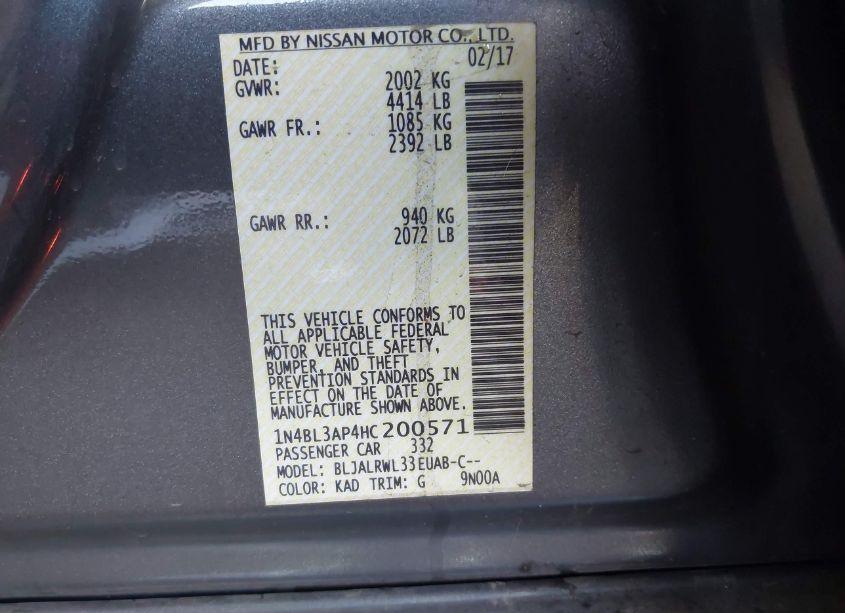 MFD BY NISSAN MOTOR CO., LTD.
DATE: 02/17
GVWR: 2002 KG
4414 LB
GAWR FR.: 1085 KG
2392 LB
GAWR RR.: 940 KG
2072 LB
THIS VEHICLE CONFORMS TO
ALL APPLICABLE FEDERAL
MOTOR VEHICLE SAFETY,
BUMPER, AND THEFT
PREVENTION STANDARDS IN
EFFECT ON THE DATE OF
MANUFACTURE SHOWN ABOVE.
1N4BL3AP4HC200571
PASSENGER CAR 332
MODEL: BLJALRWL33EUAB-C--
COLOR: KAD TRIM: G 9N00A